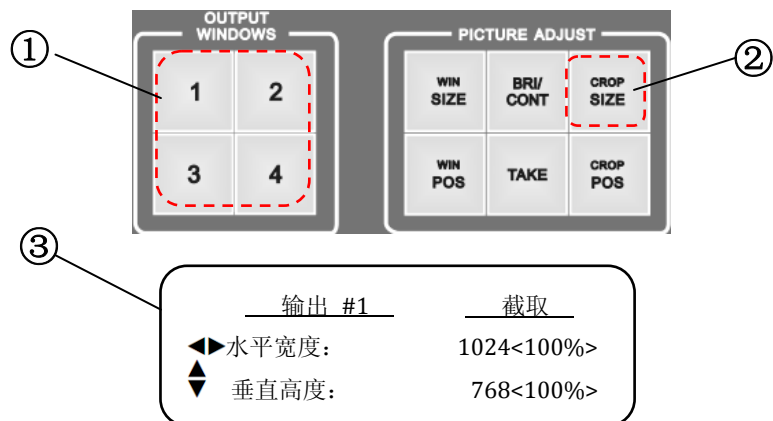 OUTPUT
WINDOWS
PICTURE ADJUST
①
②
1 2
WIN SIZE
BRI/ CONT
CROP SIZE
3 4
WIN POS
TAKE
CROP POS
③
输出 #1 截取
◀▶水平宽度： 1024<100%>
▲
▼ 垂直高度： 768<100%>